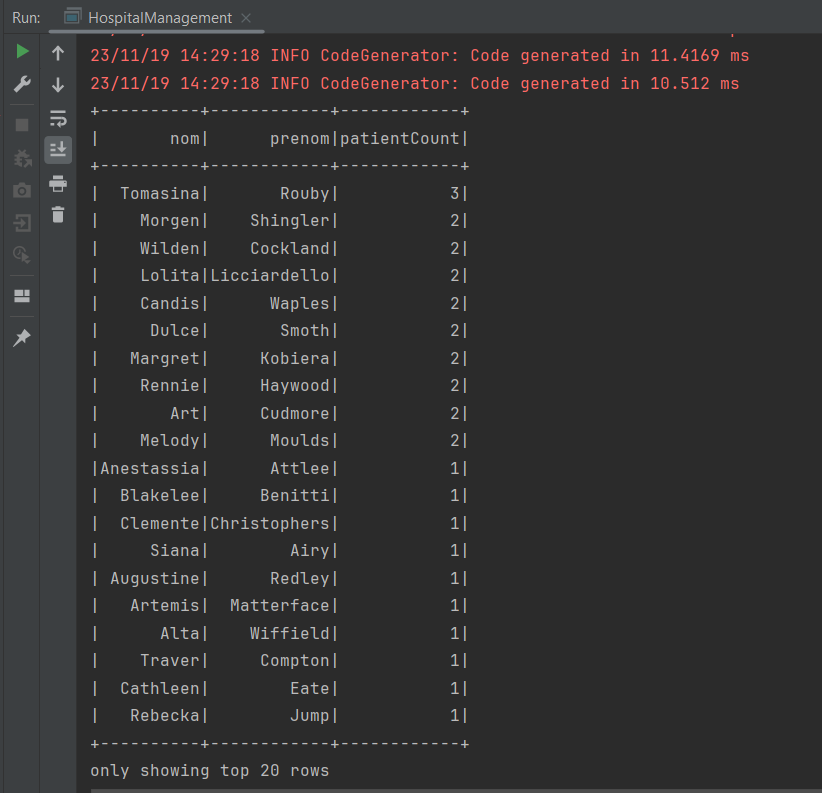 Run: HospitalManagement
23/11/19 14:29:18 INFO CodeGenerator: Code generated in 11.4169 ms
23/11/19 14:29:18 INFO CodeGenerator: Code generated in 10.512 ms
+----------+------------+------------+
|       nom|      prenom|patientCount|
+----------+------------+------------+
|  Tomasina|       Rouby|           3|
|    Morgen|    Shingler|           2|
|    Wilden|    Cockland|           2|
|    Lolita|Licciardello|           2|
|    Candis|      Waples|           2|
|     Dulce|       Smoth|           2|
|   Margret|     Kobiera|           2|
|    Rennie|     Haywood|           2|
|       Art|     Cudmore|           2|
|    Melody|      Moulds|           2|
|Anestassia|      Attlee|           1|
|  Blakelee|     Benitti|           1|
|  Clemente|Christophers|           1|
|     Siana|        Airy|           1|
| Augustine|      Redley|           1|
|   Artemis|  Matterface|           1|
|      Alta|    Wiffield|           1|
|    Traver|     Compton|           1|
|  Cathleen|        Eate|           1|
|   Rebecka|        Jump|           1|
+----------+------------+------------+
only showing top 20 rows